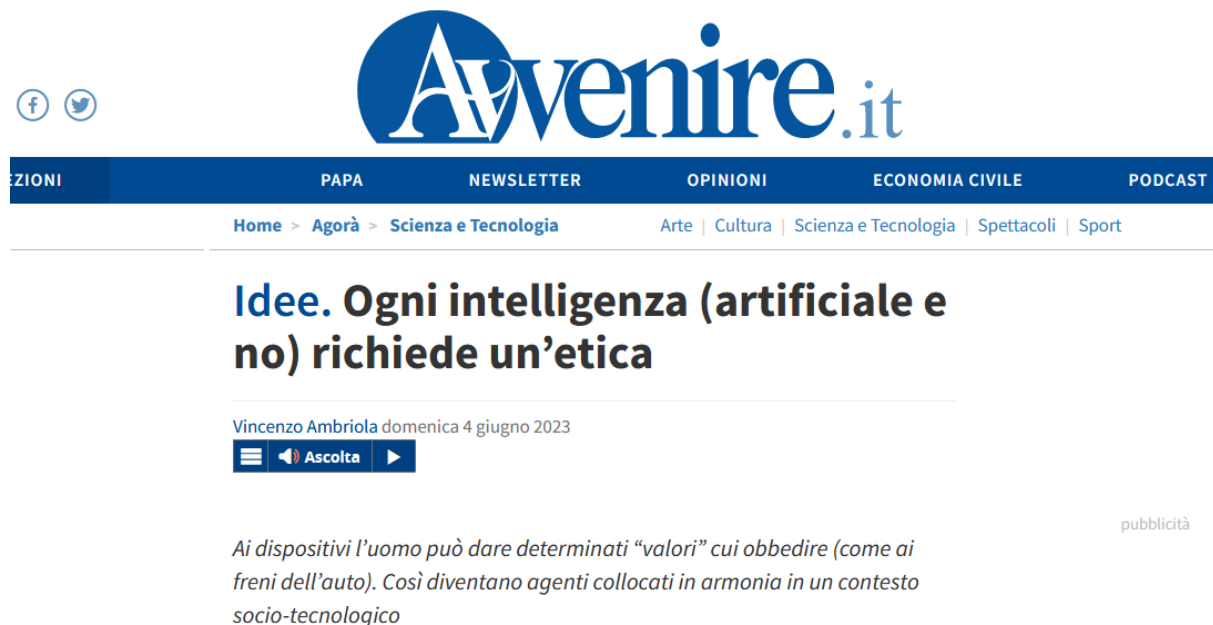 Avvenire.it
EZIONI
PAPA
NEWSLETTER
OPINIONI
ECONOMIA CIVILE
PODCAST
Home > Agorà > Scienza e Tecnologia
Arte | Cultura | Scienza e Tecnologia | Spettacoli | Sport
Idee. Ogni intelligenza (artificiale e
no) richiede un’etica
Vincenzo Ambriola domenica 4 giugno 2023
Ascolta
pubblicità
Ai dispositivi l’uomo può dare determinati “valori” cui obbedire (come ai
freni dell’auto). Così diventano agenti collocati in armonia in un contesto
socio-tecnologico